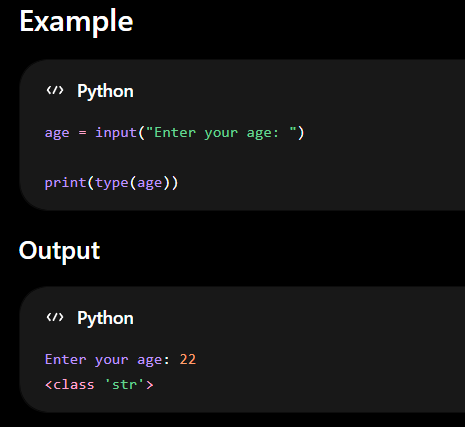 Example
</> Python
age = input("Enter your age: ")
print(type(age))
Output
</> Python
Enter your age: 22
<class 'str'>